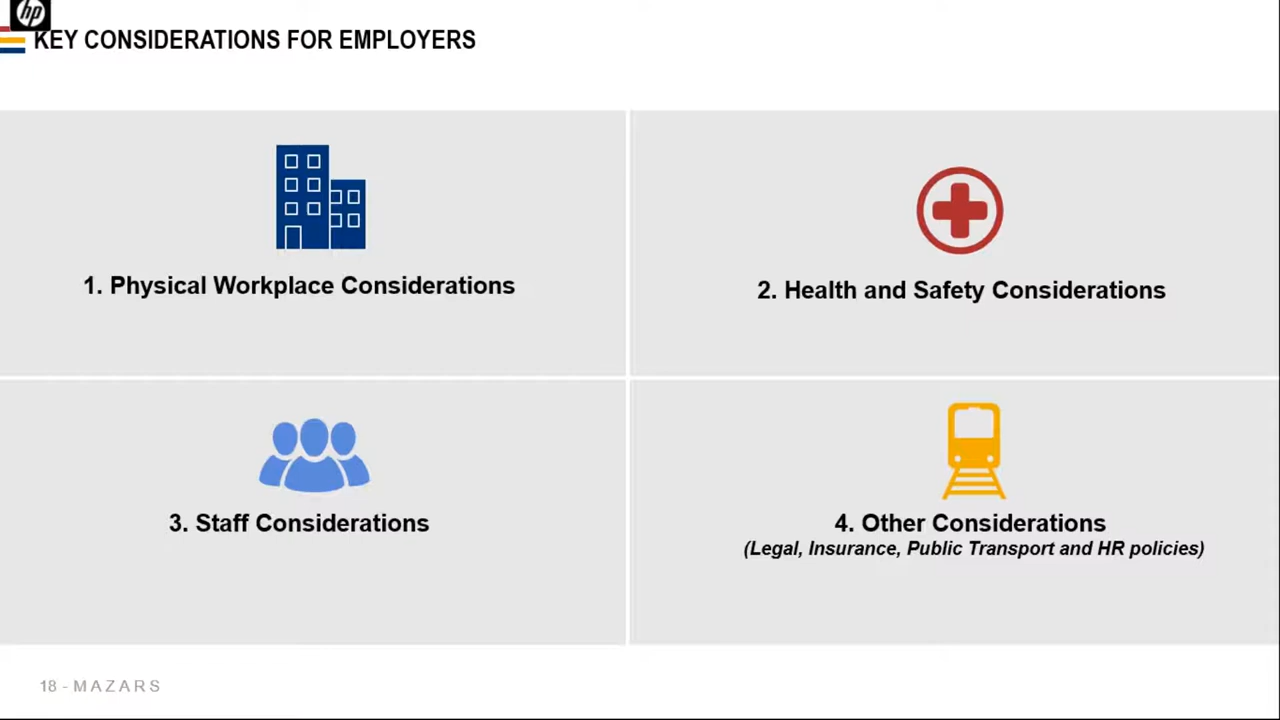 hp
KEY CONSIDERATIONS FOR EMPLOYERS
1. Physical Workplace Considerations
2. Health and Safety Considerations
3. Staff Considerations
4. Other Considerations
(Legal, Insurance, Public Transport and HR policies)
18 - MAZARS